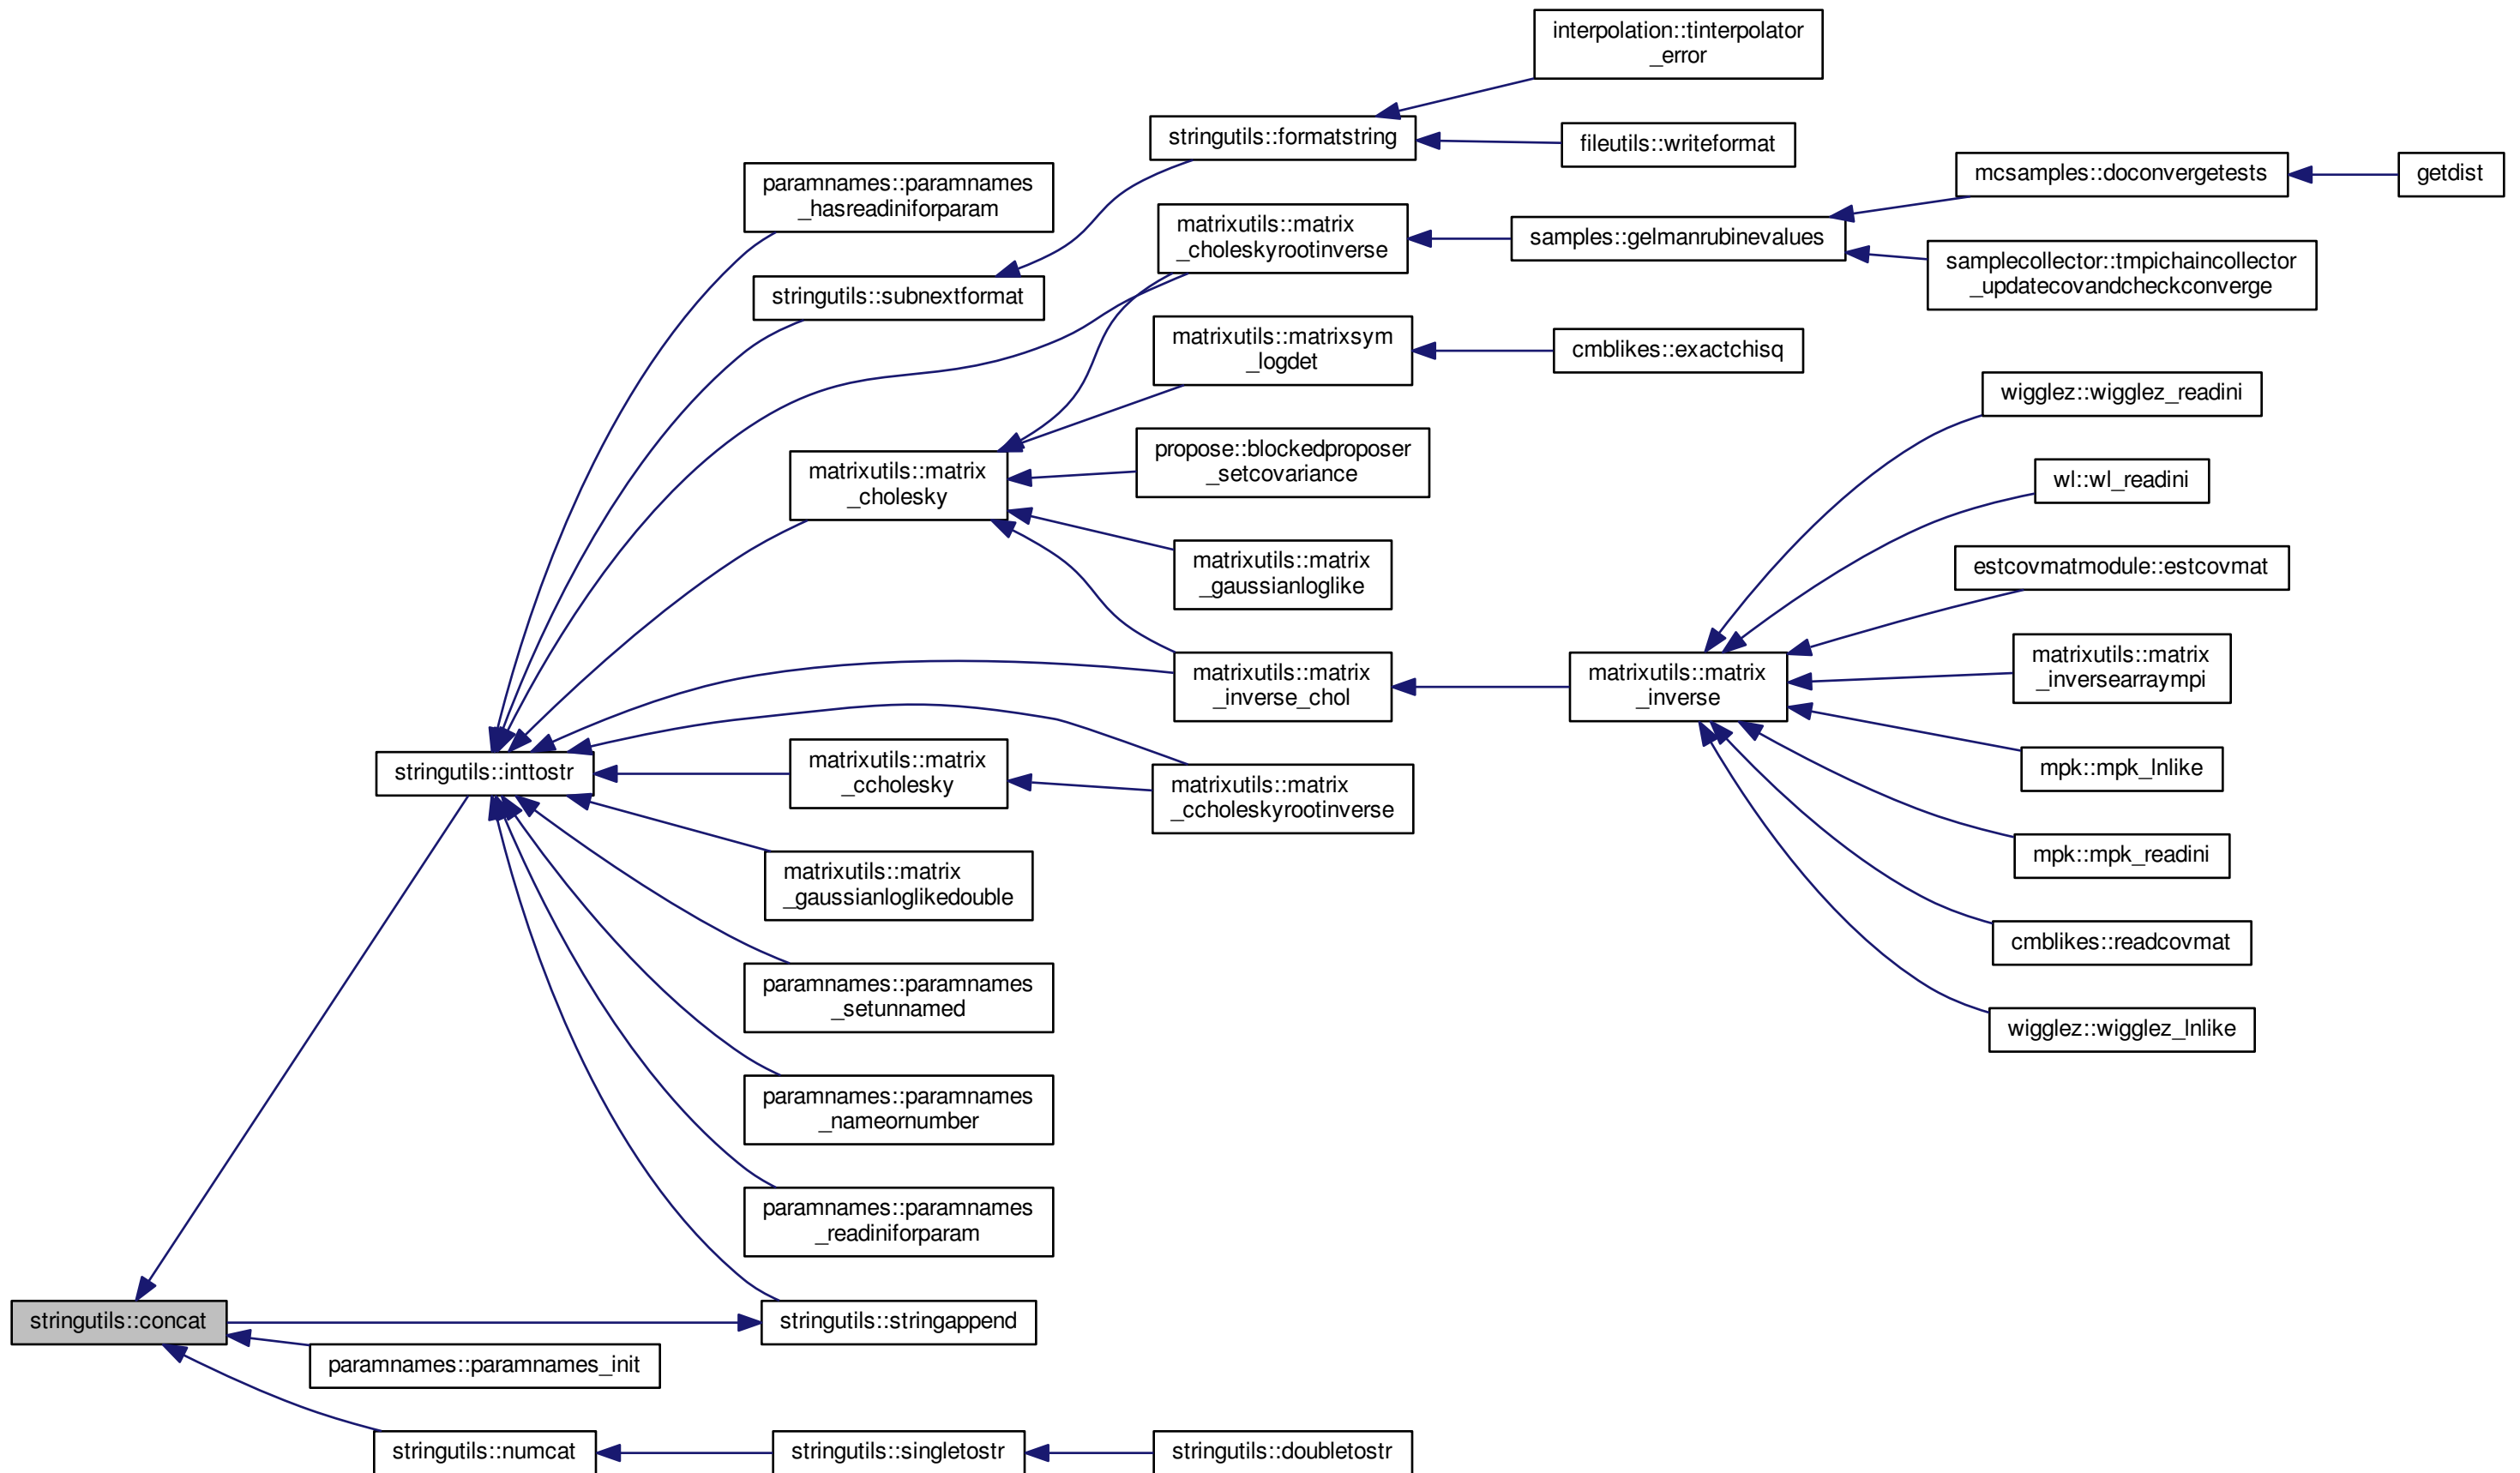 interpolation::tinterpolator
_error
stringutils::formatstring
fileutils::writeformat
paramnames::paramnames
_hasreadiniforparam
mcsamples::doconvergetests
getdist
matrixutils::matrix
_choleskyrootinverse
samples::gelmanrubinevalues
samplecollector::tmpichaincollector
_updatecovandcheckconverge
stringutils::subnextformat
matrixutils::matrixsym
_logdet
cmblikes::exactchisq
wigglez::wigglez_readini
propose::blockedproposer
_setcovariance
matrixutils::matrix
_cholesky
wl::wl_readini
matrixutils::matrix
_gaussianloglike
estcovmatmodule::estcovmat
matrixutils::matrix
_inverse_chol
matrixutils::matrix
_inverse
matrixutils::matrix
_inversearraympi
stringutils::inttostr
matrixutils::matrix
_ccholesky
matrixutils::matrix
_ccholeskyrootinverse
mpk::mpk_lnlike
mpk::mpk_readini
matrixutils::matrix
_gaussianloglikedouble
cmblikes::readcovmat
paramnames::paramnames
_setunnamed
wigglez::wigglez_lnlike
paramnames::paramnames
_nameornumber
paramnames::paramnames
_readiniforparam
stringutils::concat
stringutils::stringappend
paramnames::paramnames_init
stringutils::numcat
stringutils::singletostr
stringutils::doubletostr